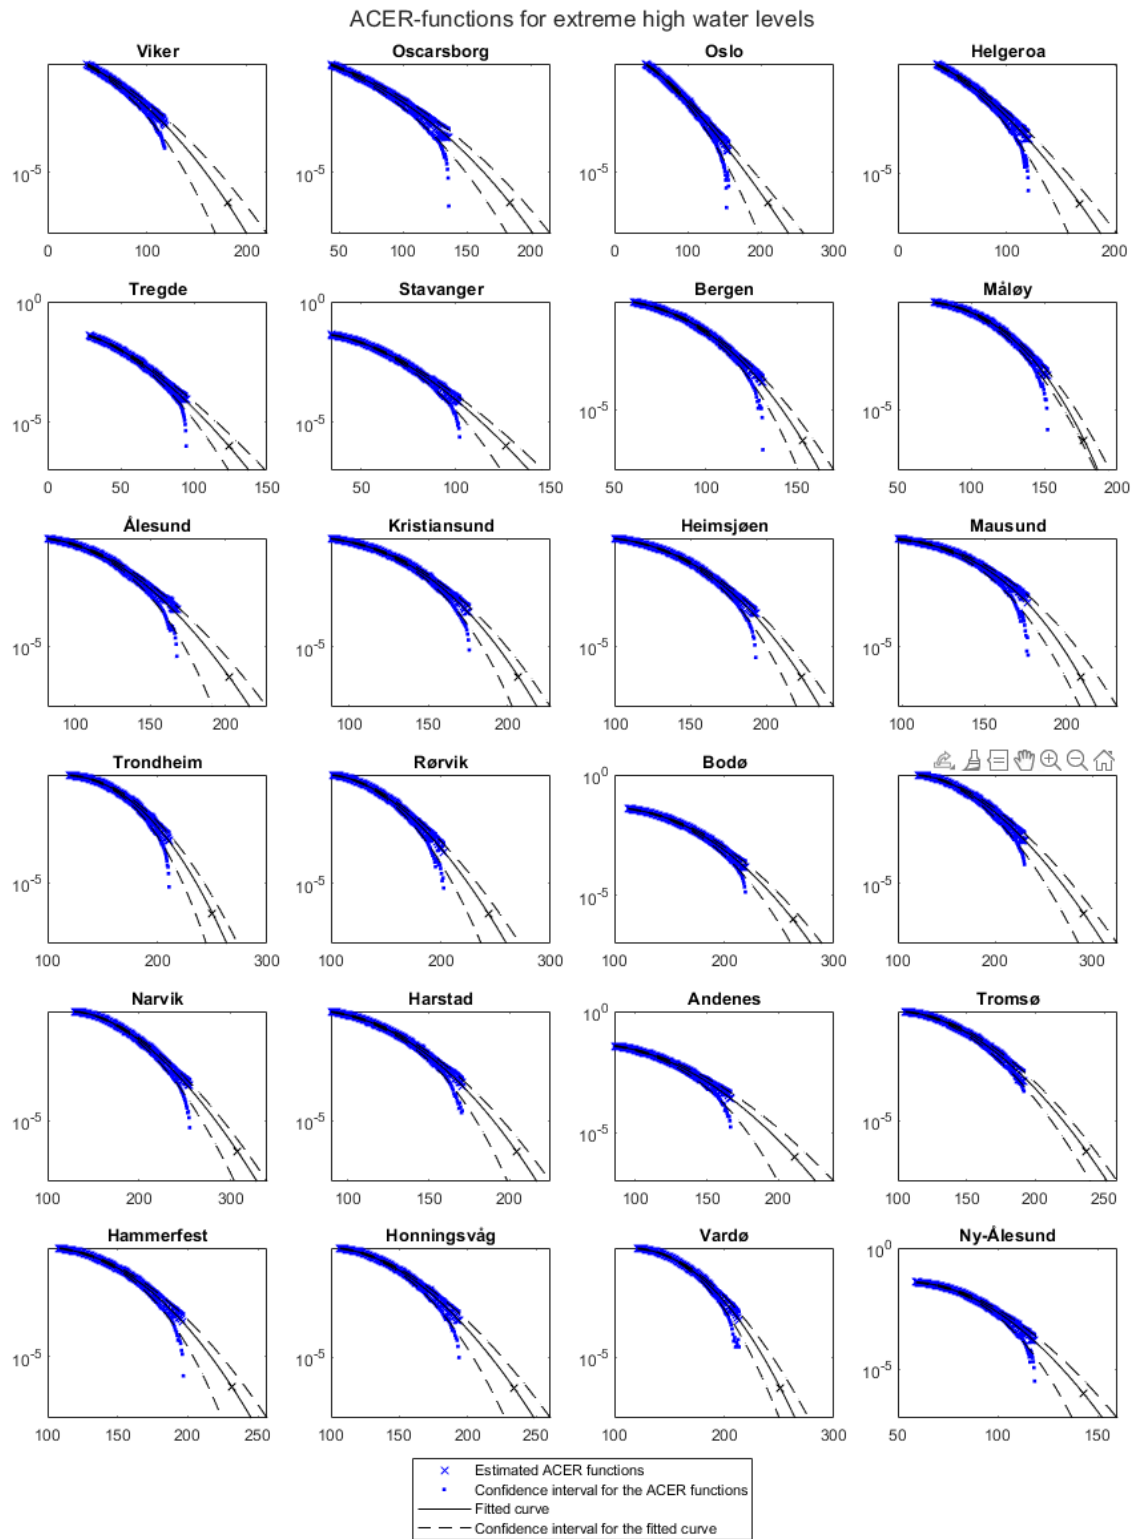 ACER-functions for extreme high water levels
Viker Oscarsborg Oslo Helgeroa
10^-5 10^-5 10^-5 10^-5
0 100 200 50 100 150 200 0 100 200 300 0 100 200
Tregde Stavanger Bergen Måløy
10^0 10^0
10^-5 10^-5 10^-5 10^-5
0 50 100 150 50 100 150 50 100 150 50 100 150 200
Ålesund Kristiansund Heimsjøen Mausund
10^-5 10^-5 10^-5 10^-5
100 150 200 100 150 200 100 150 200 100 150 200
Trondheim Rørvik Bodø
10^0
10^-5 10^-5 10^-5 10^-5
100 200 300 100 200 300 100 200 300 100 200 300
Narvik Harstad Andenes Tromsø
10^0
10^-5 10^-5 10^-5 10^-5
100 200 300 100 150 200 100 150 200 100 150 200 250
Hammerfest Honningsvåg Vardø Ny-Ålesund
10^0
10^-5 10^-5 10^-5 10^-5
100 150 200 250 100 150 200 250 100 200 300 50 100 150
Estimated ACER functions
Confidence interval for the ACER functions
Fitted curve
Confidence interval for the fitted curve